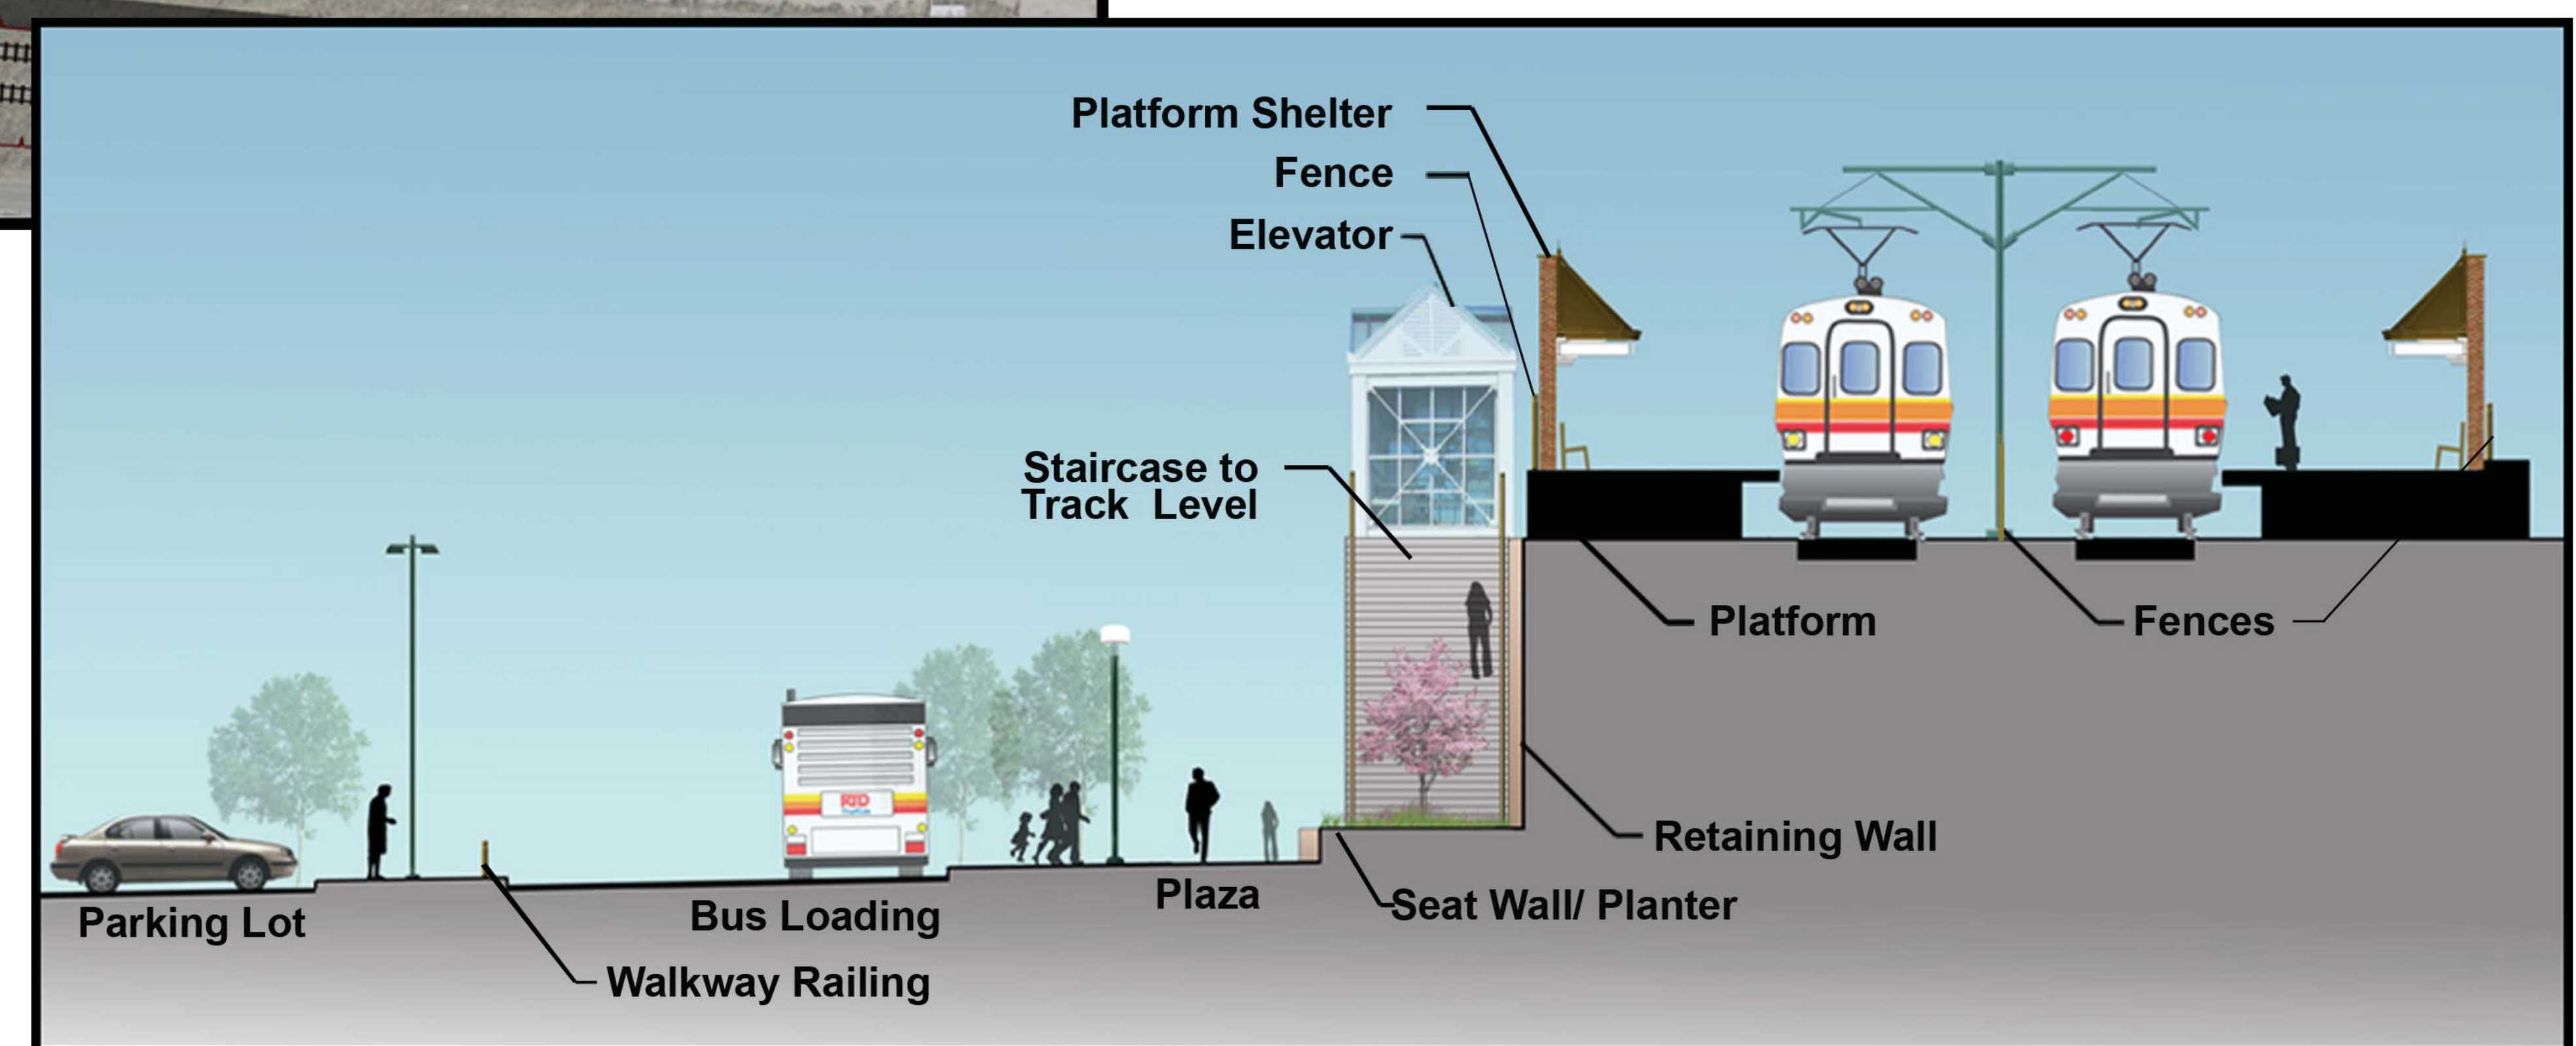 Platform Shelter
Fence
Elevator
Staircase to
Track Level
Platform
Fences
Retaining Wall
Seat Wall/ Planter
Plaza
Bus Loading
Parking Lot
Walkway Railing
RTD